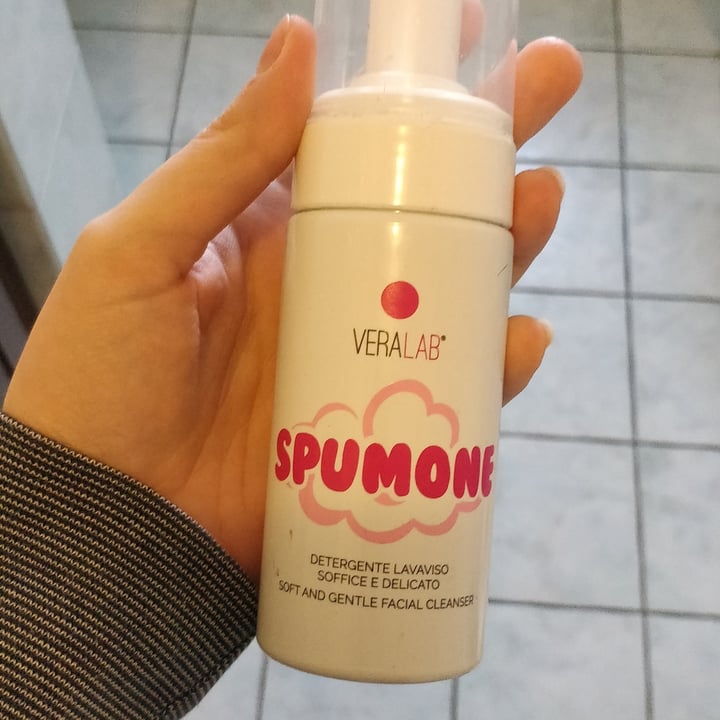 VERALAB®
SPUMONE
DETERGENTE LAVAVISO
SOFFICE E DELICATO
SOFT AND GENTLE FACIAL CLEANSER